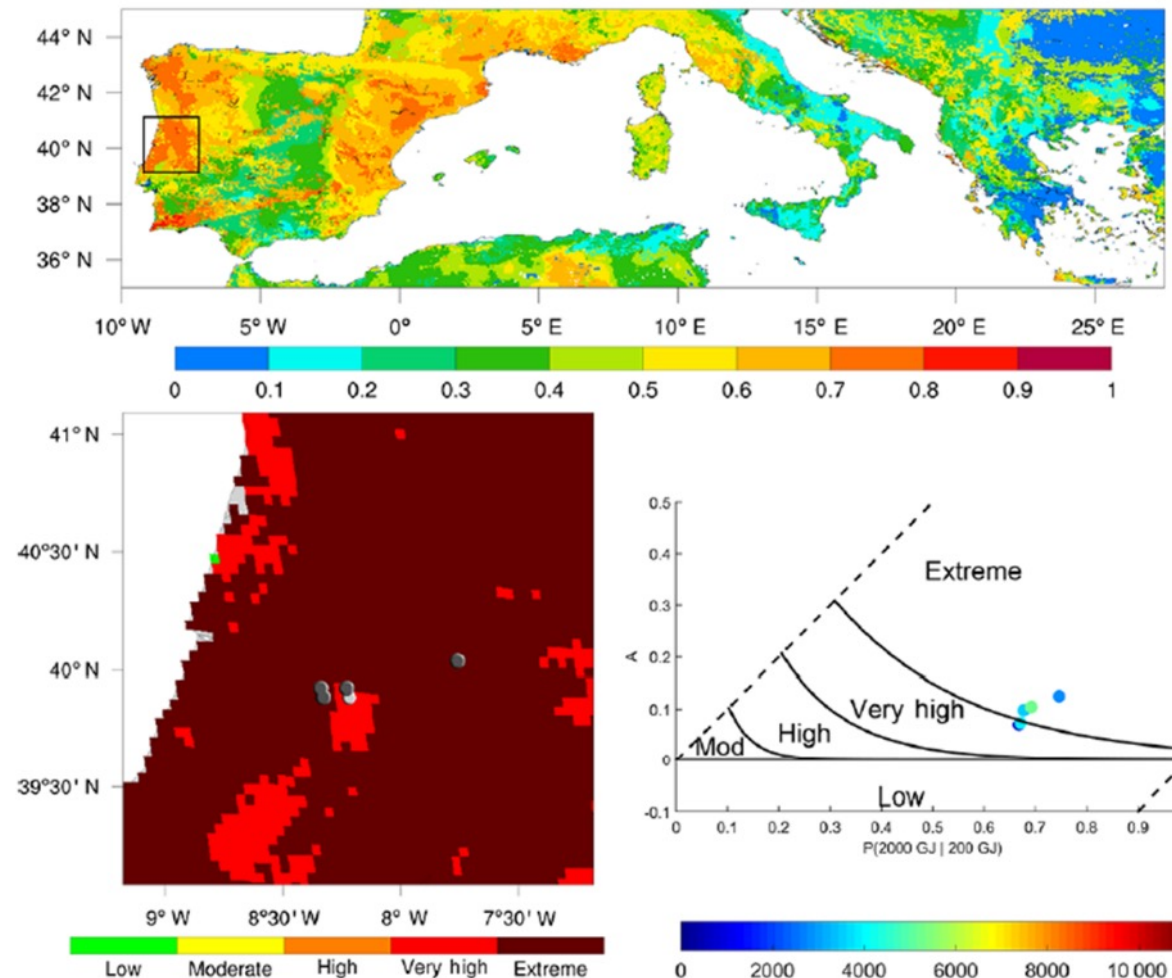 44° N
42° N
40° N
38° N
36° N
10° W 5° W 0° 5° E 10° E 15° E 20° E 25° E
0 0.1 0.2 0.3 0.4 0.5 0.6 0.7 0.8 0.9 1
41° N
40°30' N
40° N
39°30' N
9° W 8°30' W 8° W 7°30' W
Low Moderate High Very high Extreme
0.5
0.4
0.3
0.2
0.1
0
-0.1
A
Extreme
Very high
High
Mod
Low
0 0.1 0.2 0.3 0.4 0.5 0.6 0.7 0.8 0.9
P(2000 GJ | 200 GJ)
0 2000 4000 6000 8000 10000